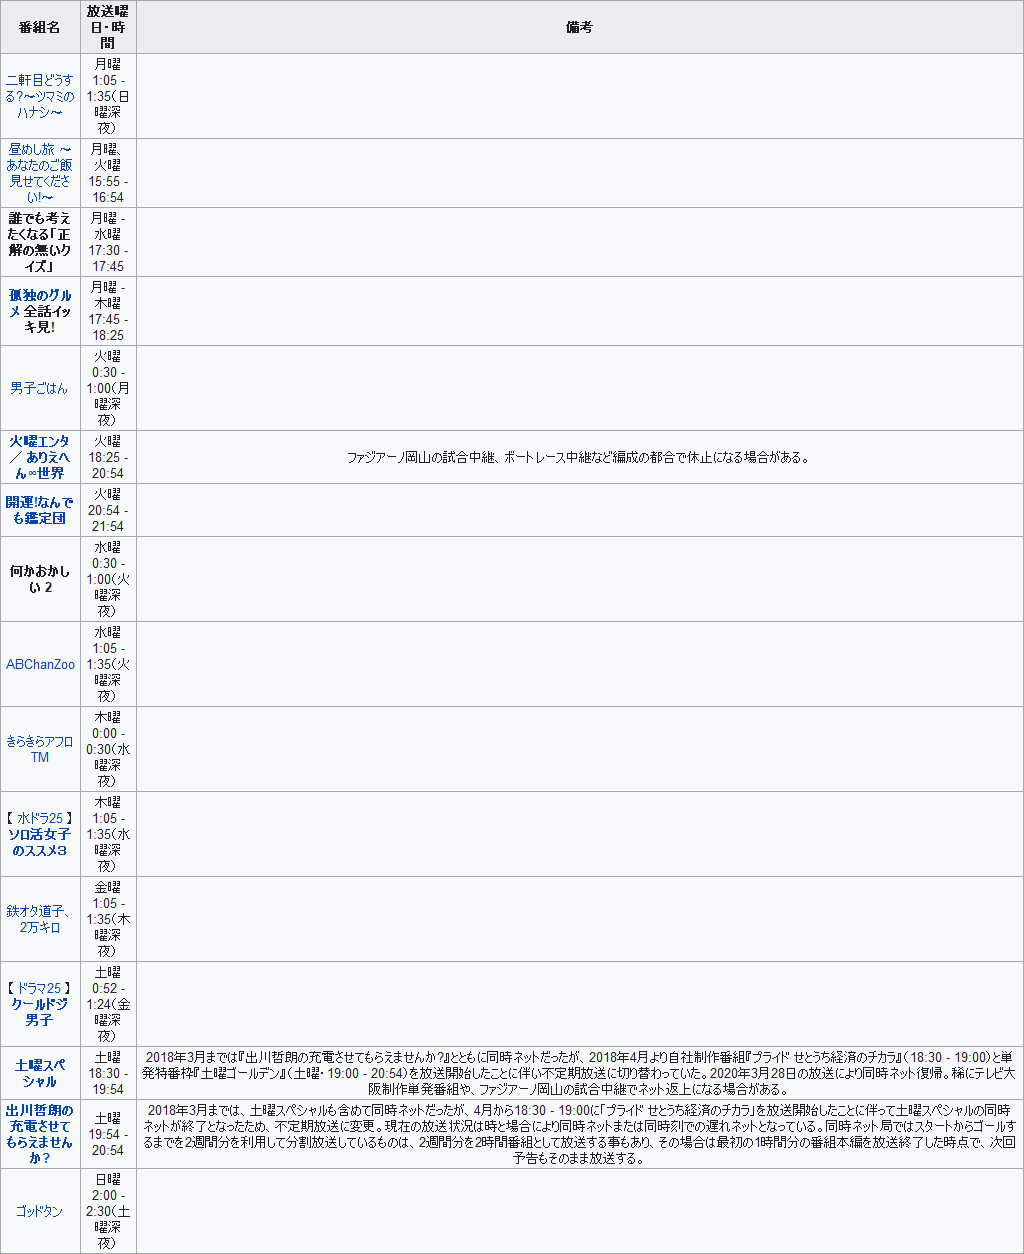 番組名
放送曜
日・時
間
備考
二軒目どうす
る?〜ツマミの
ハナシ〜
月曜
1:05 -
1:35(日
曜深
夜)
昼めし旅 〜
あなたのご飯
見せてくださ
い!〜
月曜、
火曜
15:55 -
16:54
誰でも考え
たくなる「正
解の無いク
イズ」
月曜 -
水曜
17:30 -
17:45
孤独のグル
メ 全話イッ
キ見!
月曜 -
木曜
17:45 -
18:25
男子ごはん
火曜
0:30 -
1:00(月
曜深
夜)
火曜エンタ
／ ありえへ
ん∞世界
火曜
18:25 -
20:54
ファジアーノ岡山の試合中継、ボートレース中継など編成の都合で休止になる場合がある。
開運!なんで
も鑑定団
火曜
20:54 -
21:54
何かおかし
い 2
水曜
0:30 -
1:00(火
曜深
夜)
ABChanZoo
水曜
1:05 -
1:35(火
曜深
夜)
きらきらアフロ
TM
木曜
0:00 -
0:30(水
曜深
夜)
【 水ドラ25 】
ソロ活女子
のススメ3
木曜
1:05 -
1:35(水
曜深
夜)
鉄オタ道子、
2万キロ
金曜
1:05 -
1:35(木
曜深
夜)
【 ドラマ25 】
クールドジ
男子
土曜
0:52 -
1:24(金
曜深
夜)
土曜スペ
シャル
土曜
18:30 -
19:54
2018年3月までは『出川哲朗の充電させてもらえませんか?』とともに同時ネットだったが、2018年4月より自社制作番組『プライド せとうち経済のチカラ』(18:30 - 19:00)と単
発特番枠『土曜ゴールデン』(土曜・19:00 - 20:54)を放送開始したことに伴い不定期放送に切り替わっていた。2020年3月28日の放送により同時ネット復帰。稀にテレビ大
阪制作単発番組や、ファジアーノ岡山の試合中継でネット返上になる場合がある。
出川哲朗の
充電させて
もらえません
か?
土曜
19:54 -
20:54
2018年3月までは、土曜スペシャルも含めて同時ネットだったが、4月から18:30 - 19:00に「プライド せとうち経済のチカラ」を放送開始したことに伴って土曜スペシャルの同時
ネットが終了となったため、不定期放送に変更。現在の放送状況は時と場合により同時ネットまたは同時刻での遅れネットとなっている。同時ネット局ではスタートからゴールす
るまでを2週間分を利用して分割放送しているものは、2週間分を2時間番組として放送する事もあり、その場合は最初の1時間分の番組本編を放送終了した時点で、次回
予告もそのまま放送する。
ゴッドタン
日曜
2:00 -
2:30(土
曜深
夜)